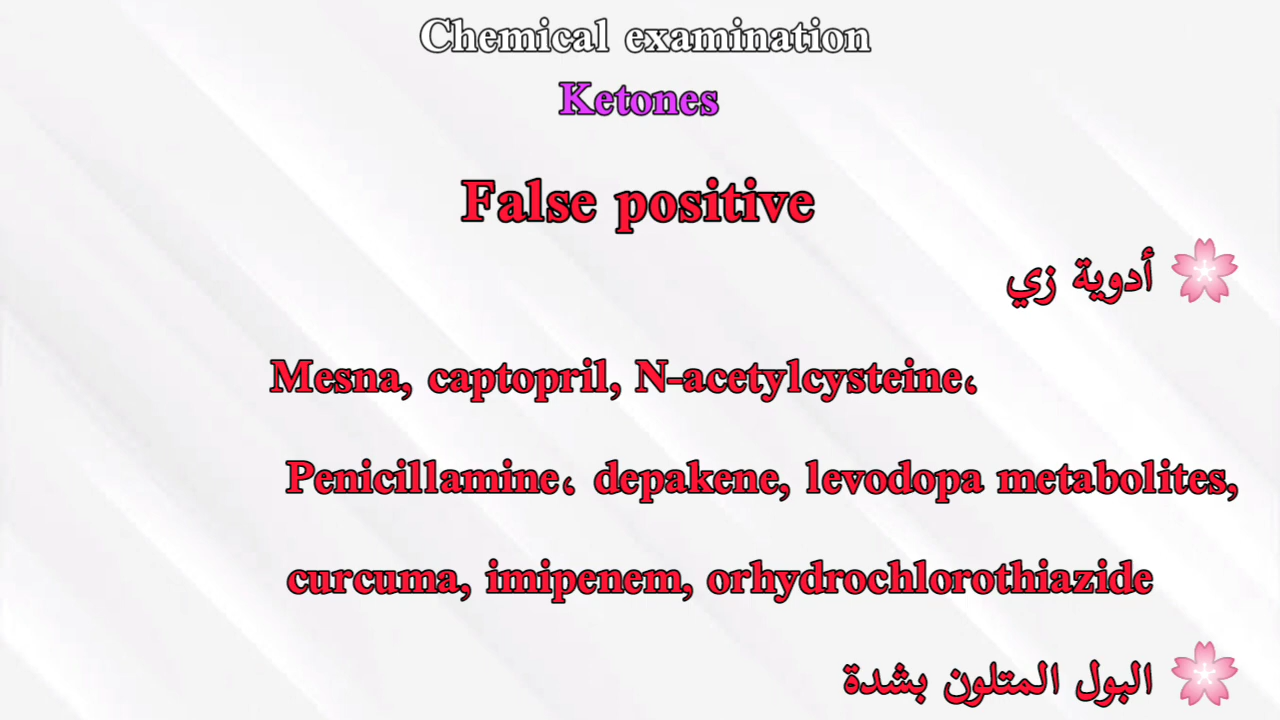 Chemical examination
Ketones
False positive
أدوية زي
Mesna, captopril, N-acetylcysteine،
Penicillamine، depakene, levodopa metabolites,
curcuma, imipenem, orhydrochlorothiazide
البول المتلون بشدة